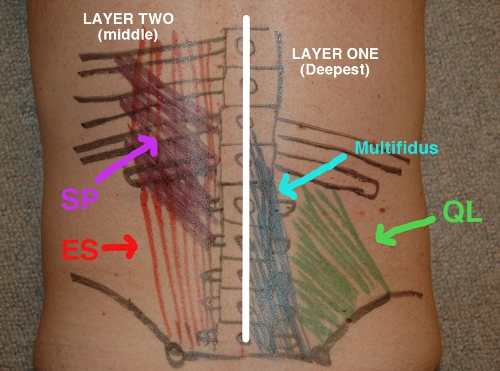 LAYER TWO
(middle)
LAYER ONE
(Deepest)
Multifidus
SP
QL
ES